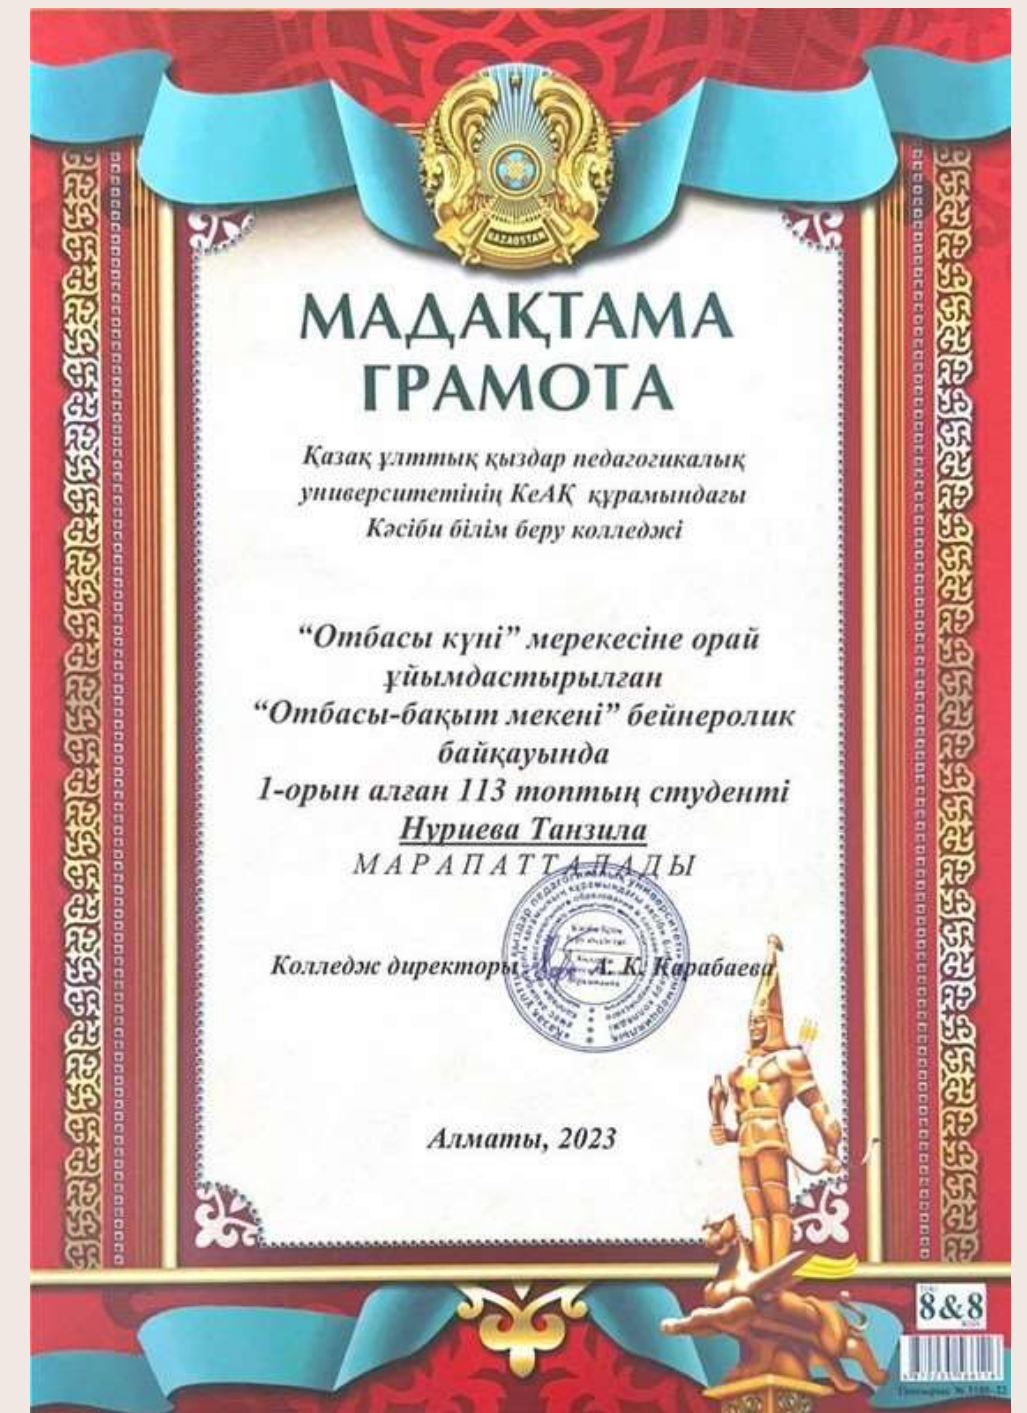 QAZAQSTAN
МАДАҚТАМА
ГРАМОТА
Қазақ ұлттық қыздар педагогикалық
университетінің КеАҚ құрамындағы
Кәсіби білім беру колледжі
“Отбасы күні” мерекесіне орай
ұйымдастырылған
“Отбасы-бақыт мекені” бейнеролик
байқауында
1-орын алған 113 топтың студенті
Нуриева Танзила
МАРАПАТТАЛАДЫ
Колледж директоры А. К. Карабаева
Алматы, 2023
8&8